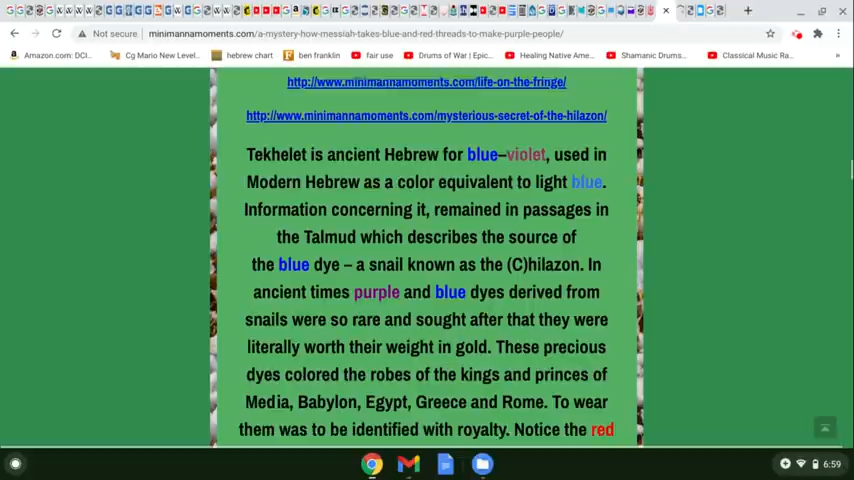 Not secure
minimannamoments.com/a-mystery-how-messiah-takes-blue-and-red-threads-to-make-purple-people/
Amazon.com: DCI...
Cg Mario New Level...
hebrew chart
ben franklin
fair use
Drums of War | Epic...
Healing Native Ame...
Shamanic Drums...
Classical Music Ra...
»
http://www.minimannamoments.com/life-on-the-fringe/
http://www.minimannamoments.com/mysterious-secret-of-the-hilazon/
Tekhelet is ancient Hebrew for blue–violet, used in
Modern Hebrew as a color equivalent to light blue.
Information concerning it, remained in passages in
the Talmud which describes the source of
the blue dye – a snail known as the (C)hilazon. In
ancient times purple and blue dyes derived from
snails were so rare and sought after that they were
literally worth their weight in gold. These precious
dyes colored the robes of the kings and princes of
Media, Babylon, Egypt, Greece and Rome. To wear
them was to be identified with royalty. Notice the red
6:59